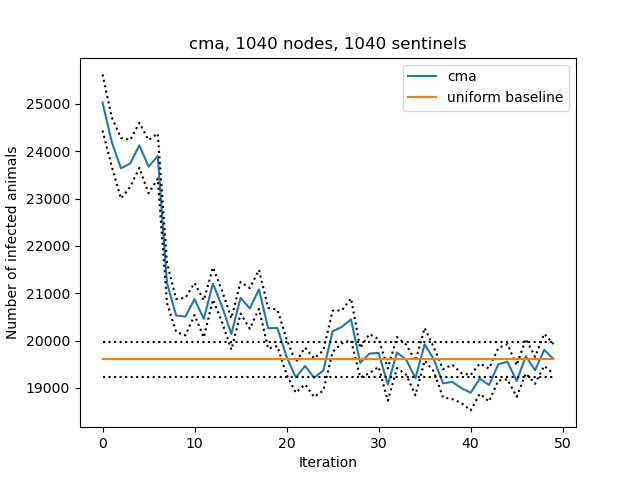 cma, 1040 nodes, 1040 sentinels
cma
uniform baseline
Number of infected animals
25000
24000
23000
22000
21000
20000
19000
0 10 20 30 40 50
Iteration